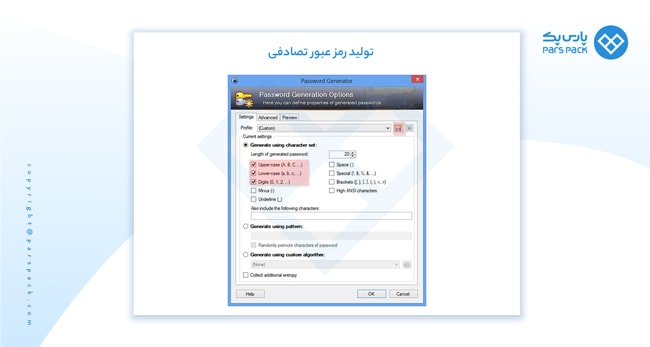 پارس پک
PARS PACK
تولید رمز عبور تصادفی
Password Generator
Password Generation Options
Here you can define properties of generated passwords.
Settings Advanced Preview
Profile: (Custom)
Current settings
Generate using character set:
Length of generated password: 20
Upper-case (A, B, C, ...) Space ( )
Lower-case (a, b, c, ...) Special (!, $, %, &, ...)
Digits (0, 1, 2, ...) Brackets ([, ], {, }, (, ), <, >)
Minus (-) High ANSI characters
Underline (_)
Also include the following characters:
Generate using pattern:
Randomly permute characters of password
Generate using custom algorithm:
(None)
Collect additional entropy
Help OK Cancel
copyright@parspack.com